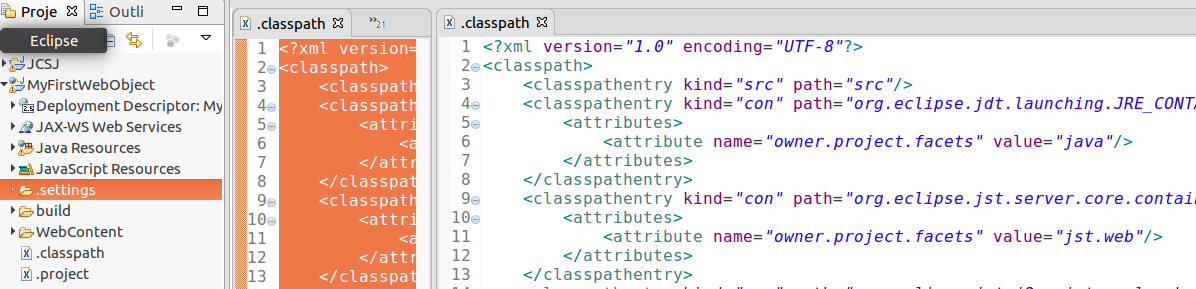 Proje
Outli
Eclipse
JCSJ
MyFirstWebObject
Deployment Descriptor: My
JAX-WS Web Services
Java Resources
JavaScript Resources
.settings
build
WebContent
.classpath
.project
.classpath
»21
1 <?xml version=
2 <classpath>
3 <classpath
4 <classpath
5 <attri
6 <a
7 </attr
8 </classpat
9 <classpath
10 <attri
11 <a
12 </attr
13 </classpat
.classpath
1 <?xml version="1.0" encoding="UTF-8"?>
2 <classpath>
3 <classpathentry kind="src" path="src"/>
4 <classpathentry kind="con" path="org.eclipse.jdt.launching.JRE_CONTA
5 <attributes>
6 <attribute name="owner.project.facets" value="java"/>
7 </attributes>
8 </classpathentry>
9 <classpathentry kind="con" path="org.eclipse.jst.server.core.contain
10 <attributes>
11 <attribute name="owner.project.facets" value="jst.web"/>
12 </attributes>
13 </classpathentry>